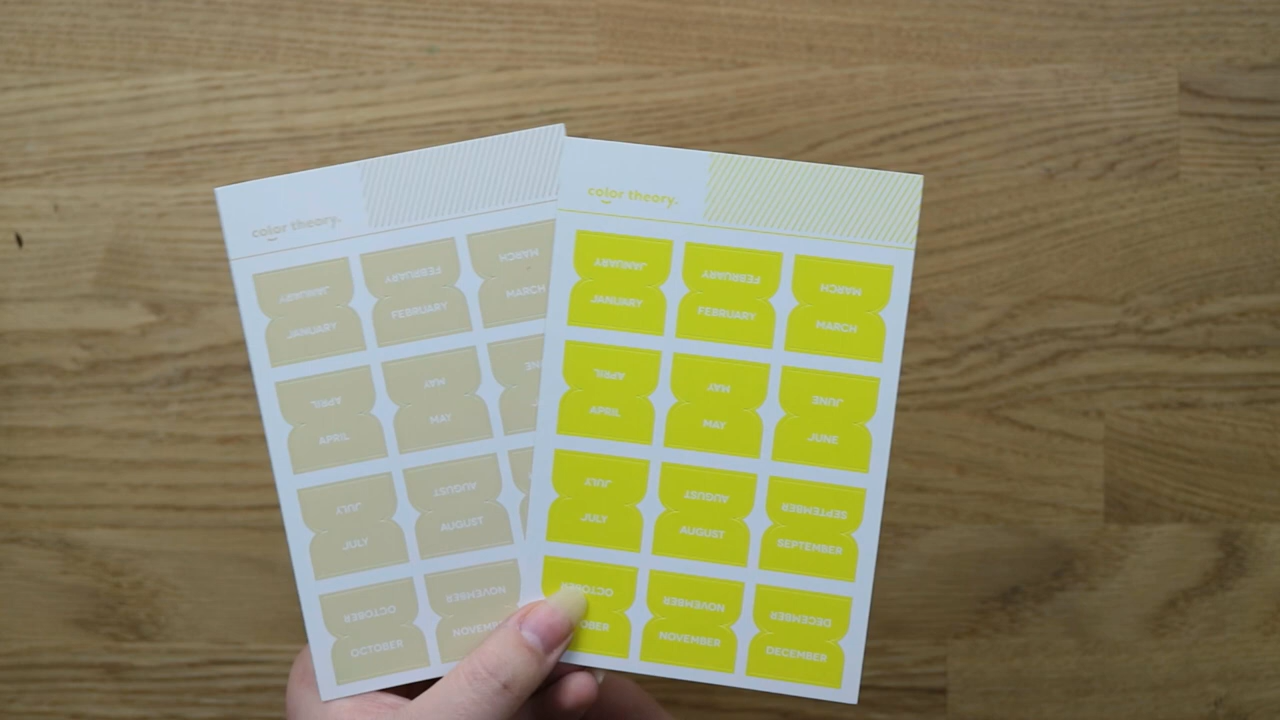 color theory.
JANUARY FEBRUARY MARCH
JANUARY FEBRUARY MARCH
APRIL MAY
APRIL MAY
JULY AUGUST
JULY AUGUST
OCTOBER NOVEMBER
OCTOBER NOVEMBER
color theory.
JANUARY FEBRUARY MARCH
JANUARY FEBRUARY MARCH
APRIL MAY JUNE
APRIL MAY JUNE
JULY AUGUST SEPTEMBER
JULY AUGUST SEPTEMBER
OCTOBER NOVEMBER DECEMBER
OBER NOVEMBER DECEMBER